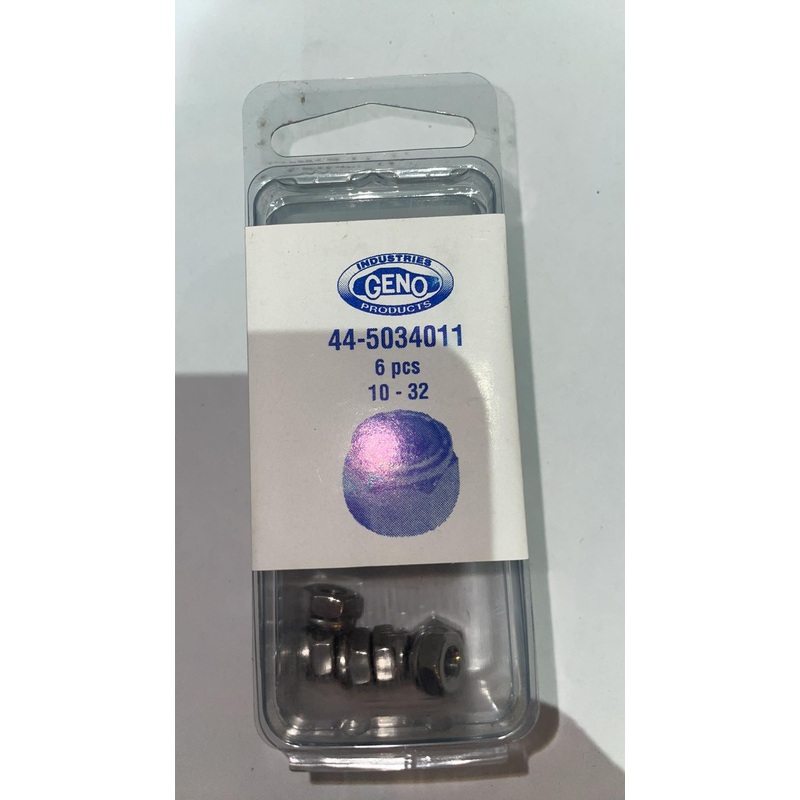 INDUSTRIES
GENO
PRODUCTS
44-5034011
6 pcs
10 - 32